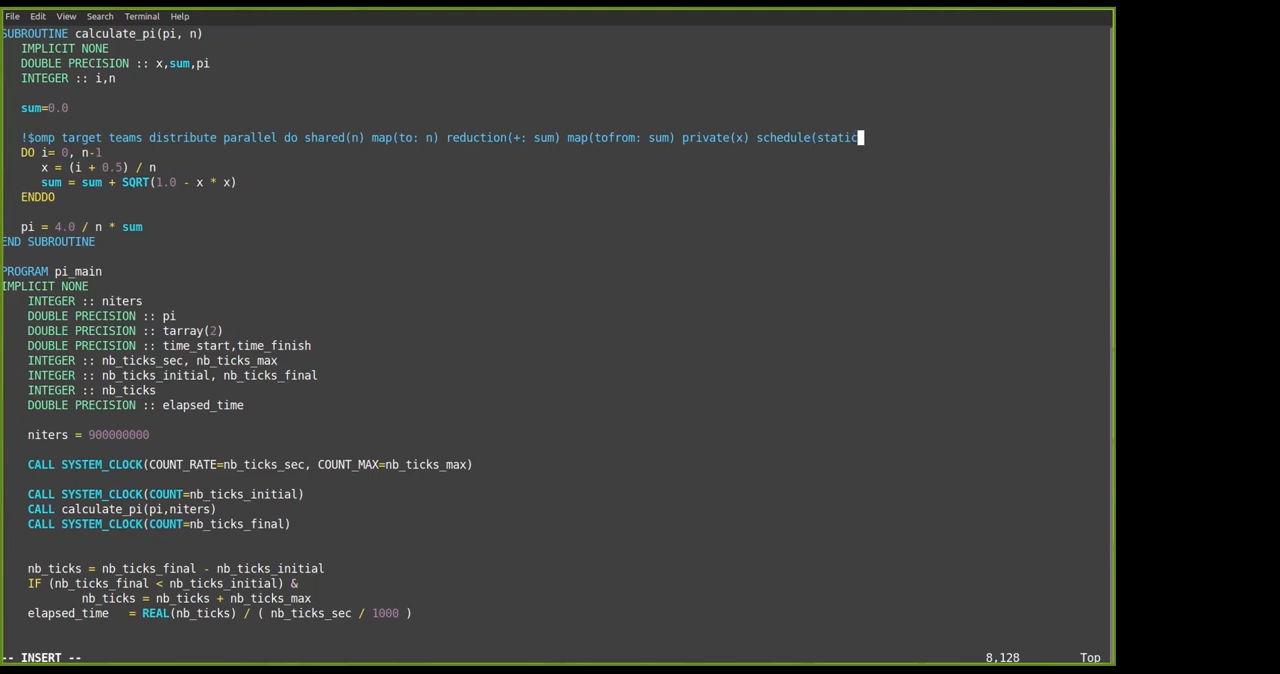 File Edit View Search Terminal Help
SUBROUTINE calculate_pi(pi, n)
IMPLICIT NONE
DOUBLE PRECISION :: x,sum,pi
INTEGER :: i,n
sum=0.0
!$omp target teams distribute parallel do shared(n) map(to: n) reduction(+: sum) map(tofrom: sum) private(x) schedule(static
DO i= 0, n-1
x = (i + 0.5) / n
sum = sum + SQRT(1.0 - x * x)
ENDDO
pi = 4.0 / n * sum
END SUBROUTINE
PROGRAM pi_main
IMPLICIT NONE
INTEGER :: niters
DOUBLE PRECISION :: pi
DOUBLE PRECISION :: tarray(2)
DOUBLE PRECISION :: time_start,time_finish
INTEGER :: nb_ticks_sec, nb_ticks_max
INTEGER :: nb_ticks_initial, nb_ticks_final
INTEGER :: nb_ticks
DOUBLE PRECISION :: elapsed_time
niters = 900000000
CALL SYSTEM_CLOCK(COUNT_RATE=nb_ticks_sec, COUNT_MAX=nb_ticks_max)
CALL SYSTEM_CLOCK(COUNT=nb_ticks_initial)
CALL calculate_pi(pi,niters)
CALL SYSTEM_CLOCK(COUNT=nb_ticks_final)
nb_ticks = nb_ticks_final - nb_ticks_initial
IF (nb_ticks_final < nb_ticks_initial) &
nb_ticks = nb_ticks + nb_ticks_max
elapsed_time = REAL(nb_ticks) / ( nb_ticks_sec / 1000 )
-- INSERT -- 8,128 Top